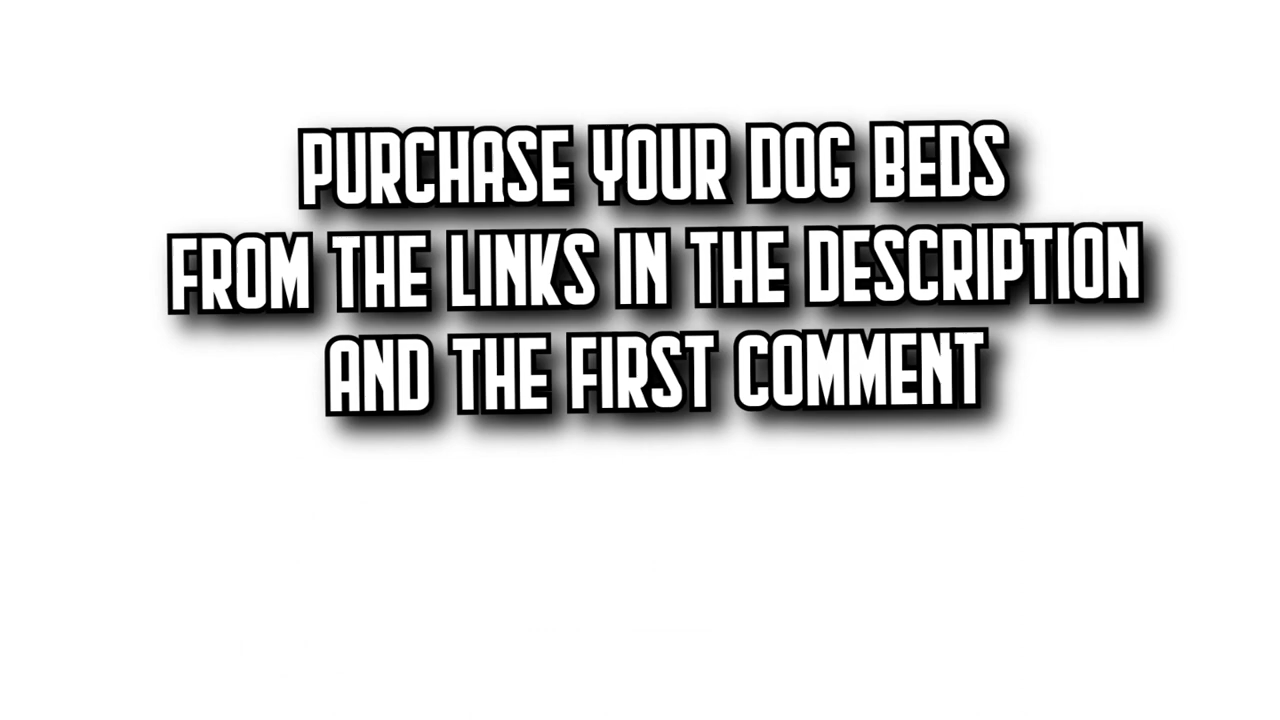 PURCHASE YOUR DOG BEDS
FROM THE LINKS IN THE DESCRIPTION
AND THE FIRST COMMENT